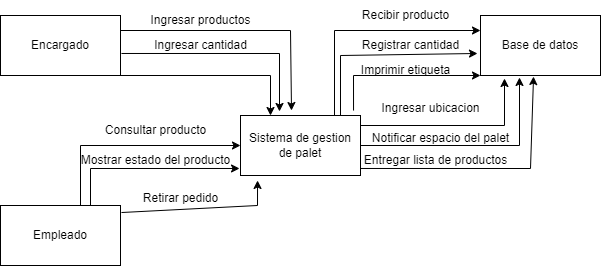 Ingresar productos
Recibir producto
Encargado
Ingresar cantidad
Registrar cantidad
Base de datos
Imprimir etiqueta
Ingresar ubicacion
Consultar producto
Sistema de gestion
de palet
Notificar espacio del palet
Mostrar estado del producto
Entregar lista de productos
Retirar pedido
Empleado